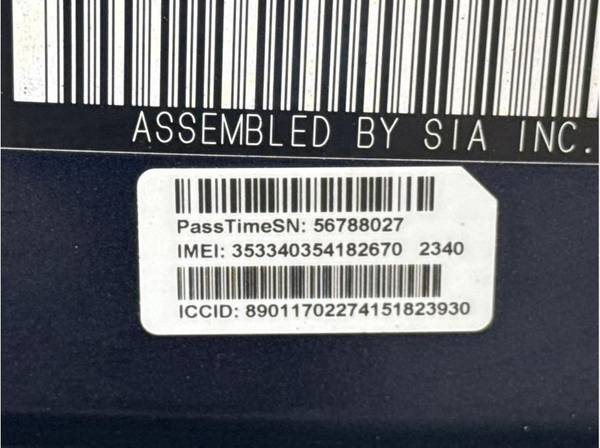 ASSEMBLED BY SIA INC.
PassTimeSN: 56788027
IMEI: 353340354182670 2340
ICCID: 89011702274151823930